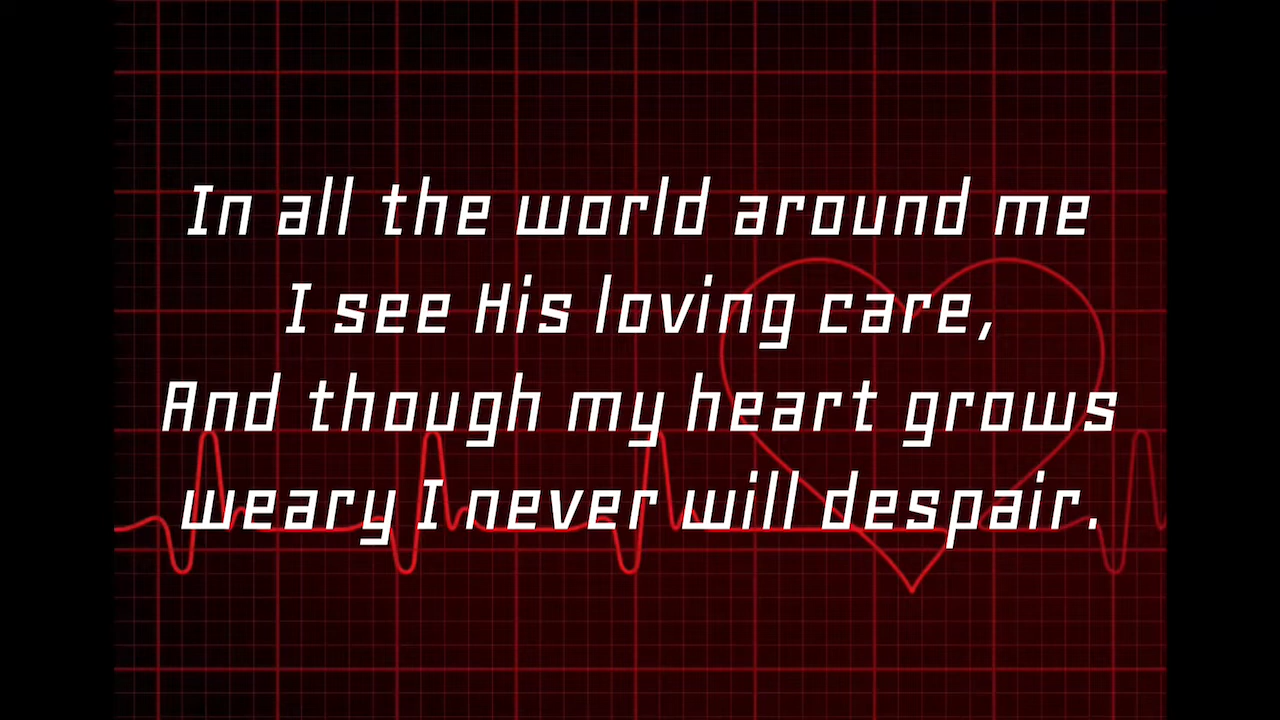 In all the world around me
I see His loving care,
And though my heart grows
weary I never will despair.